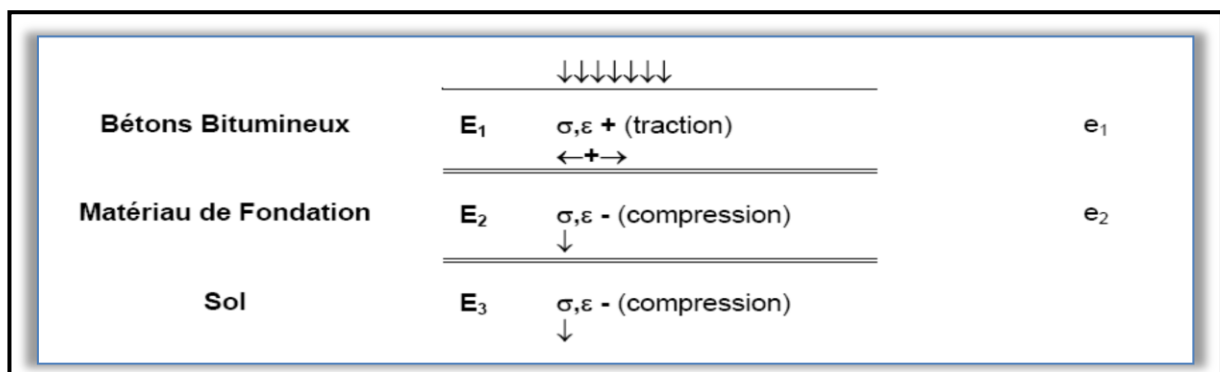 ↓↓↓↓↓↓↓
Bétons Bitumineux E₁ σ,ε + (traction) e₁
←+→
Matériau de Fondation E₂ σ,ε - (compression) e₂
↓
Sol E₃ σ,ε - (compression)
↓